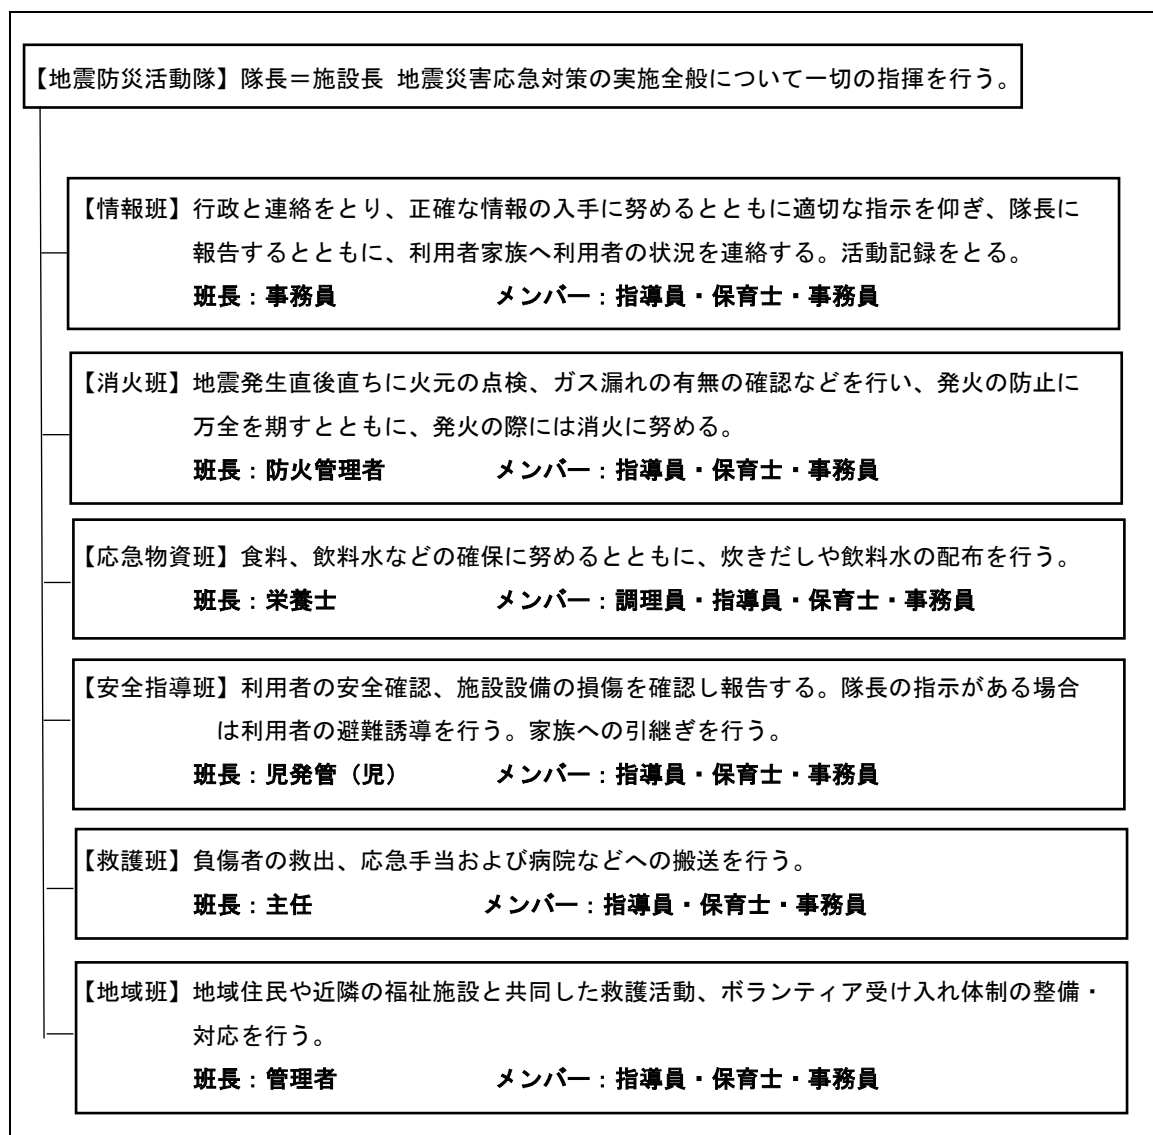 【地震防災活動隊】隊長＝施設長 地震災害応急対策の実施全般について一切の指揮を行う。
【情報班】行政と連絡をとり、正確な情報の入手に努めるとともに適切な指示を仰ぎ、隊長に
報告するとともに、利用者家族へ利用者の状況を連絡する。活動記録をとる。
班長：事務員 メンバー：指導員・保育士・事務員
【消火班】地震発生直後直ちに火元の点検、ガス漏れの有無の確認などを行い、発火の防止に
万全を期すとともに、発火の際には消火に努める。
班長：防火管理者 メンバー：指導員・保育士・事務員
【応急物資班】食料、飲料水などの確保に努めるとともに、炊きだしや飲料水の配布を行う。
班長：栄養士 メンバー：調理員・指導員・保育士・事務員
【安全指導班】利用者の安全確認、施設設備の損傷を確認し報告する。隊長の指示がある場合
は利用者の避難誘導を行う。家族への引継ぎを行う。
班長：児発管（児） メンバー：指導員・保育士・事務員
【救護班】負傷者の救出、応急手当および病院などへの搬送を行う。
班長：主任 メンバー：指導員・保育士・事務員
【地域班】地域住民や近隣の福祉施設と共同した救護活動、ボランティア受け入れ体制の整備・
対応を行う。
班長：管理者 メンバー：指導員・保育士・事務員